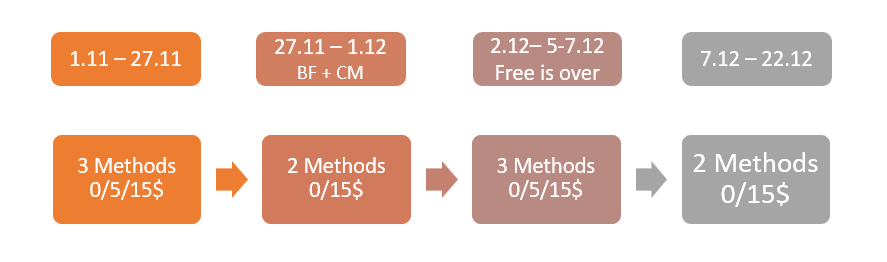 1.11 – 27.11
27.11 – 1.12
BF + CM
2.12– 5-7.12
Free is over
7.12 – 22.12
3 Methods
0/5/15$
2 Methods
0/15$
3 Methods
0/5/15$
2 Methods
0/15$